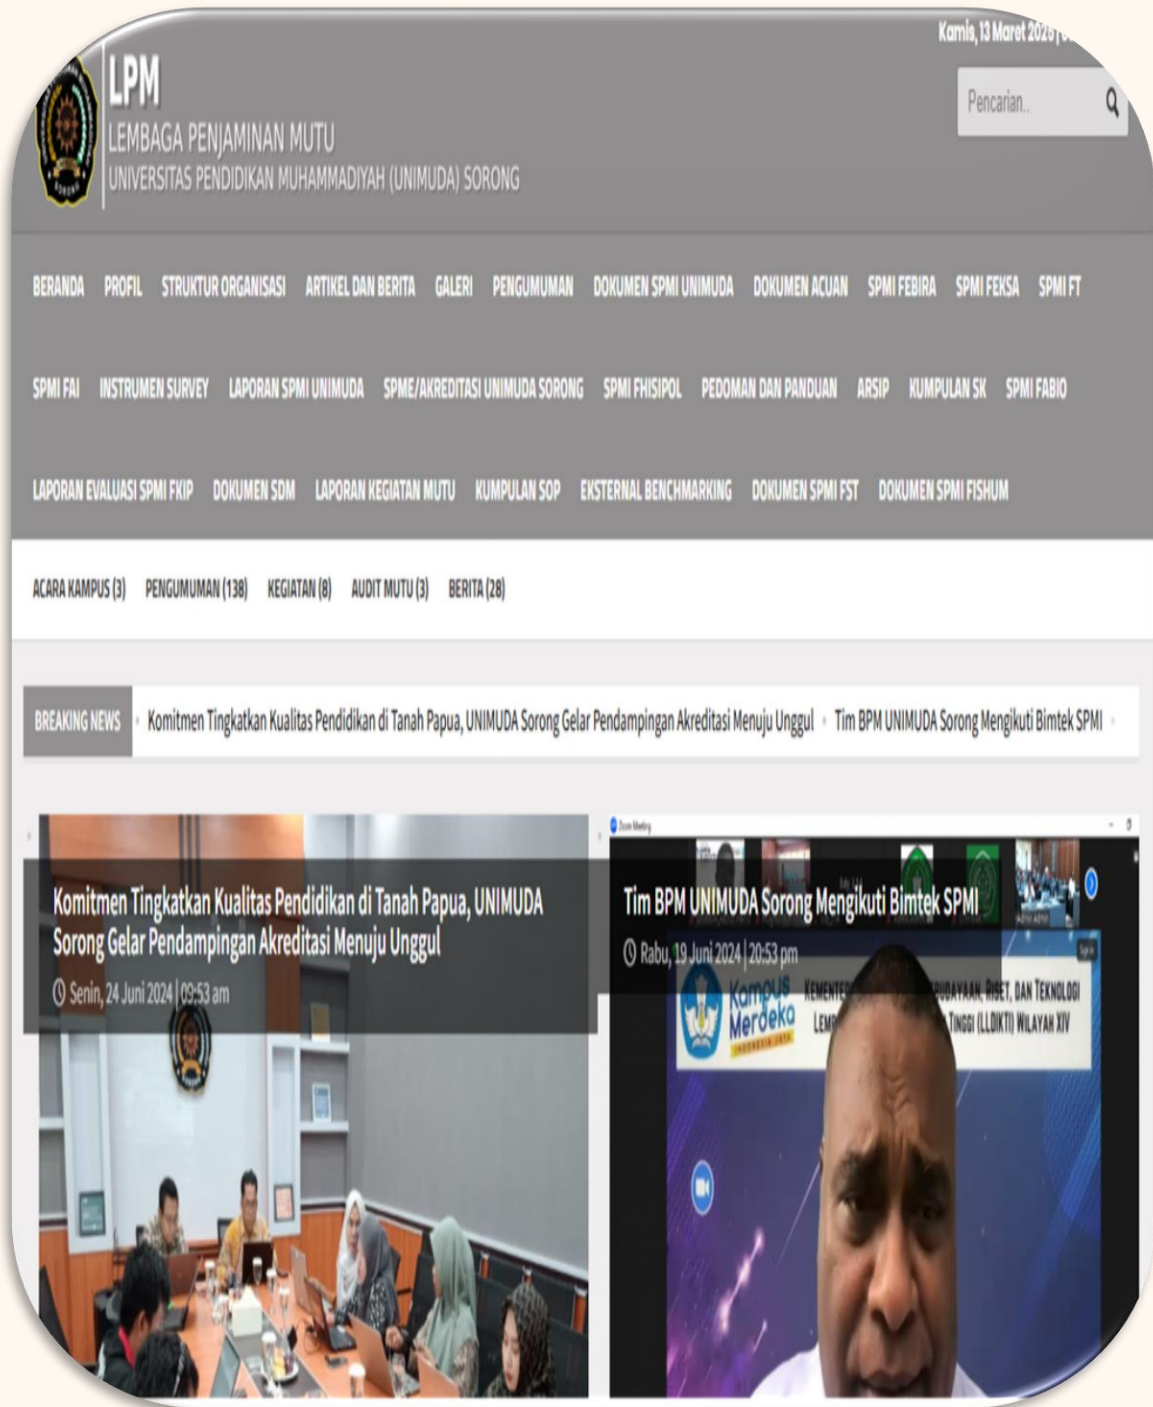 Kamis, 13 Maret 2025
LPM
LEMBAGA PENJAMINAN MUTU
UNIVERSITAS PENDIDIKAN MUHAMMADIYAH (UNIMUDA) SORONG
Pencarian..
BERANDA PROFIL STRUKTUR ORGANISASI ARTIKEL DAN BERITA GALERI PENGUMUMAN DOKUMEN SPMI UNIMUDA DOKUMEN ACUAN SPMI FEBIRA SPMI FEKSA SPMI FT
SPMI FAI INSTRUMEN SURVEY LAPORAN SPMI UNIMUDA SPME/AKREDITASI UNIMUDA SORONG SPMI FHISIPOL PEDOMAN DAN PANDUAN ARSIP KUMPULAN SK SPMI FABIO
LAPORAN EVALUASI SPMI FKIP DOKUMEN SDM LAPORAN KEGIATAN MUTU KUMPULAN SOP EKSTERNAL BENCHMARKING DOKUMEN SPMI FST DOKUMEN SPMI FISHUM
ACARA KAMPUS (3) PENGUMUMAN (138) KEGIATAN (8) AUDIT MUTU (3) BERITA (28)
BREAKING NEWS Komitmen Tingkatkan Kualitas Pendidikan di Tanah Papua, UNIMUDA Sorong Gelar Pendampingan Akreditasi Menuju Unggul Tim BPM UNIMUDA Sorong Mengikuti Bimtek SPMI
Komitmen Tingkatkan Kualitas Pendidikan di Tanah Papua, UNIMUDA
Sorong Gelar Pendampingan Akreditasi Menuju Unggul
Senin, 24 Juni 2024 | 09:53 am
Zoom Meeting
Tim BPM UNIMUDA Sorong Mengikuti Bimtek SPMI
Rabu, 19 Juni 2024 | 20:53 pm
Kampus
Merdeka
INDONESIA JAYA
RISET, DAN TEKNOLOGI
TINGGI (LLDIKTI) WILAYAH XIV